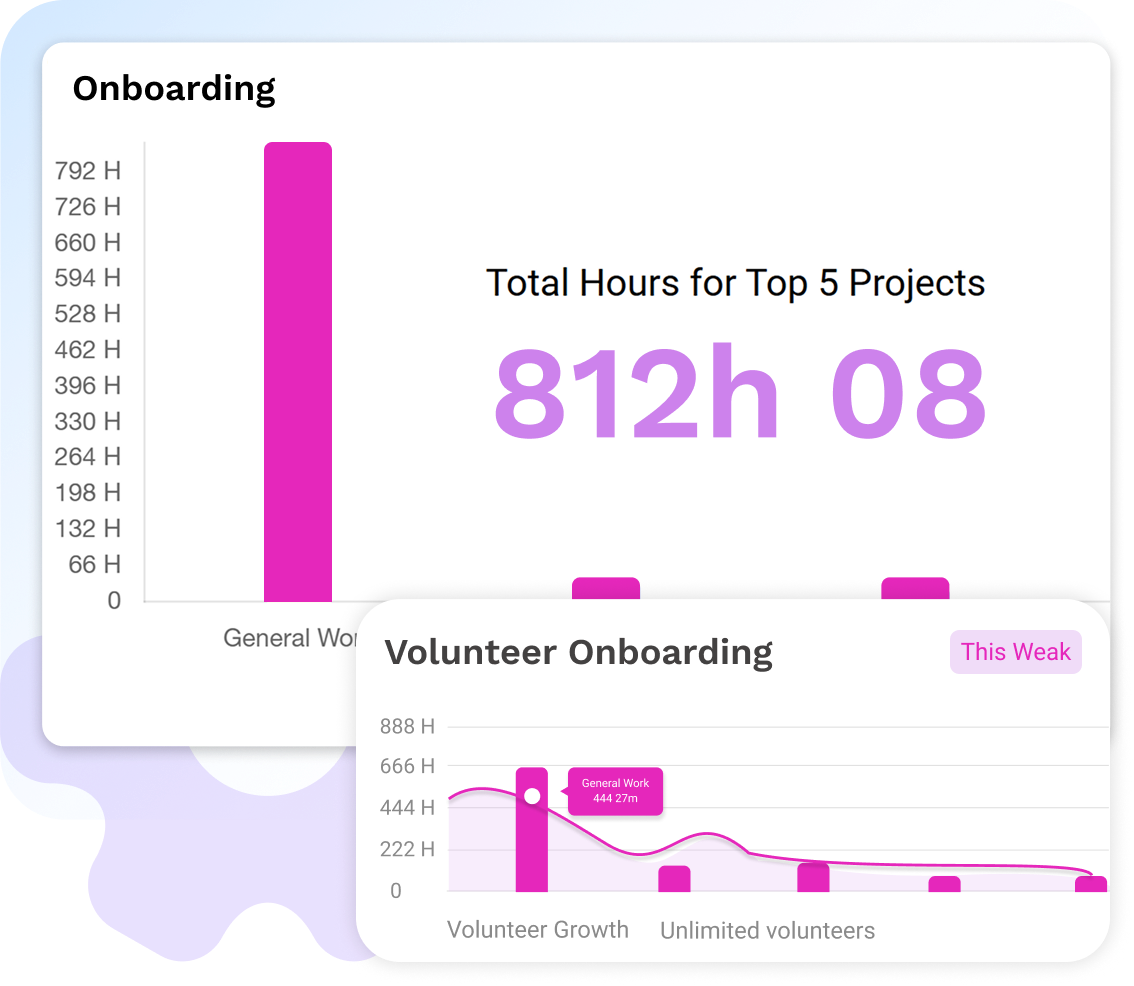 Onboarding
792 H
726 H
660 H
594 H
528 H
462 H
396 H
330 H
264 H
198 H
132 H
66 H
0
Total Hours for Top 5 Projects
812h 08
General Wor
Volunteer Onboarding
This Weak
888 H
666 H
444 H
222 H
0
General Work
444 27m
Volunteer Growth
Unlimited volunteers